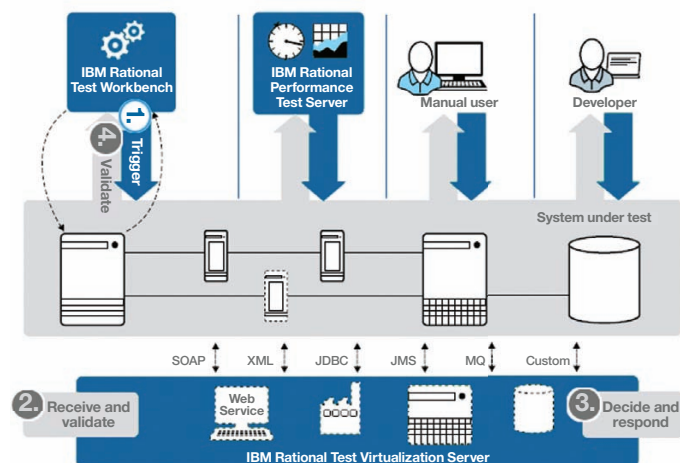 IBM Rational
Test Workbench
IBM Rational
Performance
Test Server
Manual user
Developer
1.
Trigger
4.
Validate
System under test
SOAP
XML
JDBC
JMS
MQ
Custom
2.
Receive and
validate
Web
Service
3.
Decide and
respond
IBM Rational Test Virtualization Server